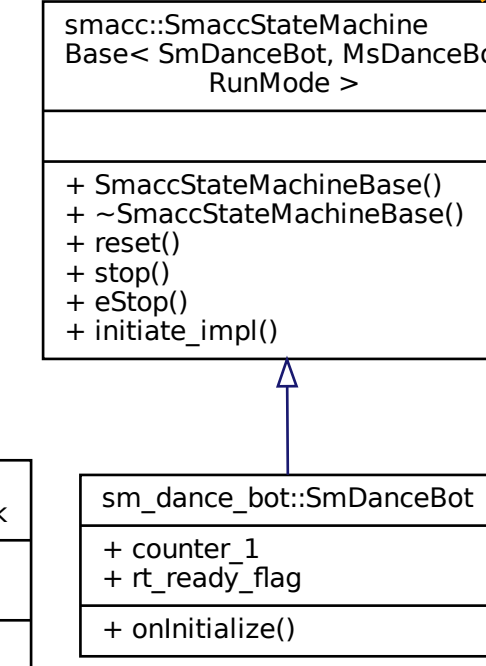 smacc::SmaccStateMachine
Base< SmDanceBot, MsDanceBo
RunMode >
+ SmaccStateMachineBase()
+ ~SmaccStateMachineBase()
+ reset()
+ stop()
+ eStop()
+ initiate_impl()
sm_dance_bot::SmDanceBot
+ counter_1
+ rt_ready_flag
+ onInitialize()